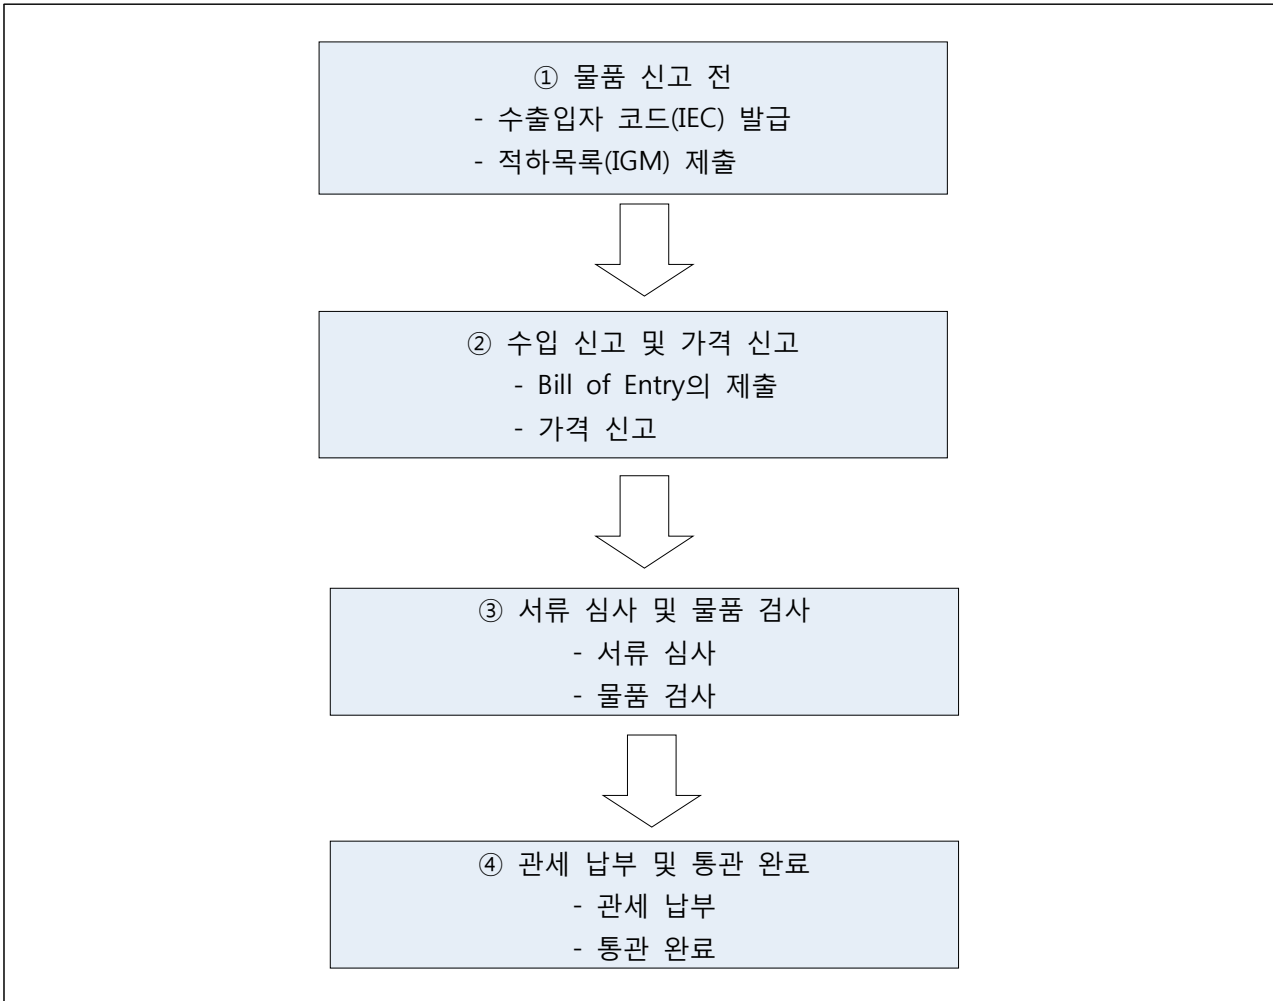 ① 물품 신고 전
- 수출입자 코드(IEC) 발급
- 적하목록(IGM) 제출
② 수입 신고 및 가격 신고
- Bill of Entry의 제출
- 가격 신고
③ 서류 심사 및 물품 검사
- 서류 심사
- 물품 검사
④ 관세 납부 및 통관 완료
- 관세 납부
- 통관 완료